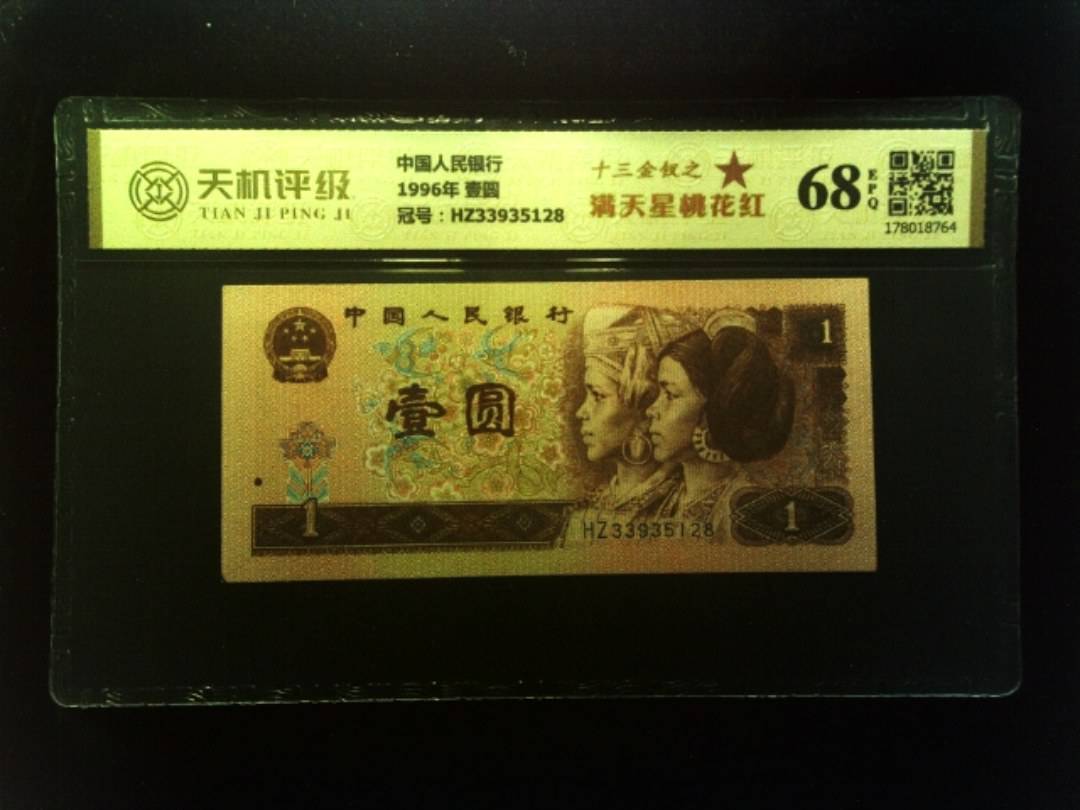 天机评级
TIAN JI PING JI
中国人民银行
1996年 壹圆
冠号：HZ33935128
十三金钗之
满天星桃花红
68
EPQ
178018764
中国人民银行
壹圆
1
1
HZ33935128
1